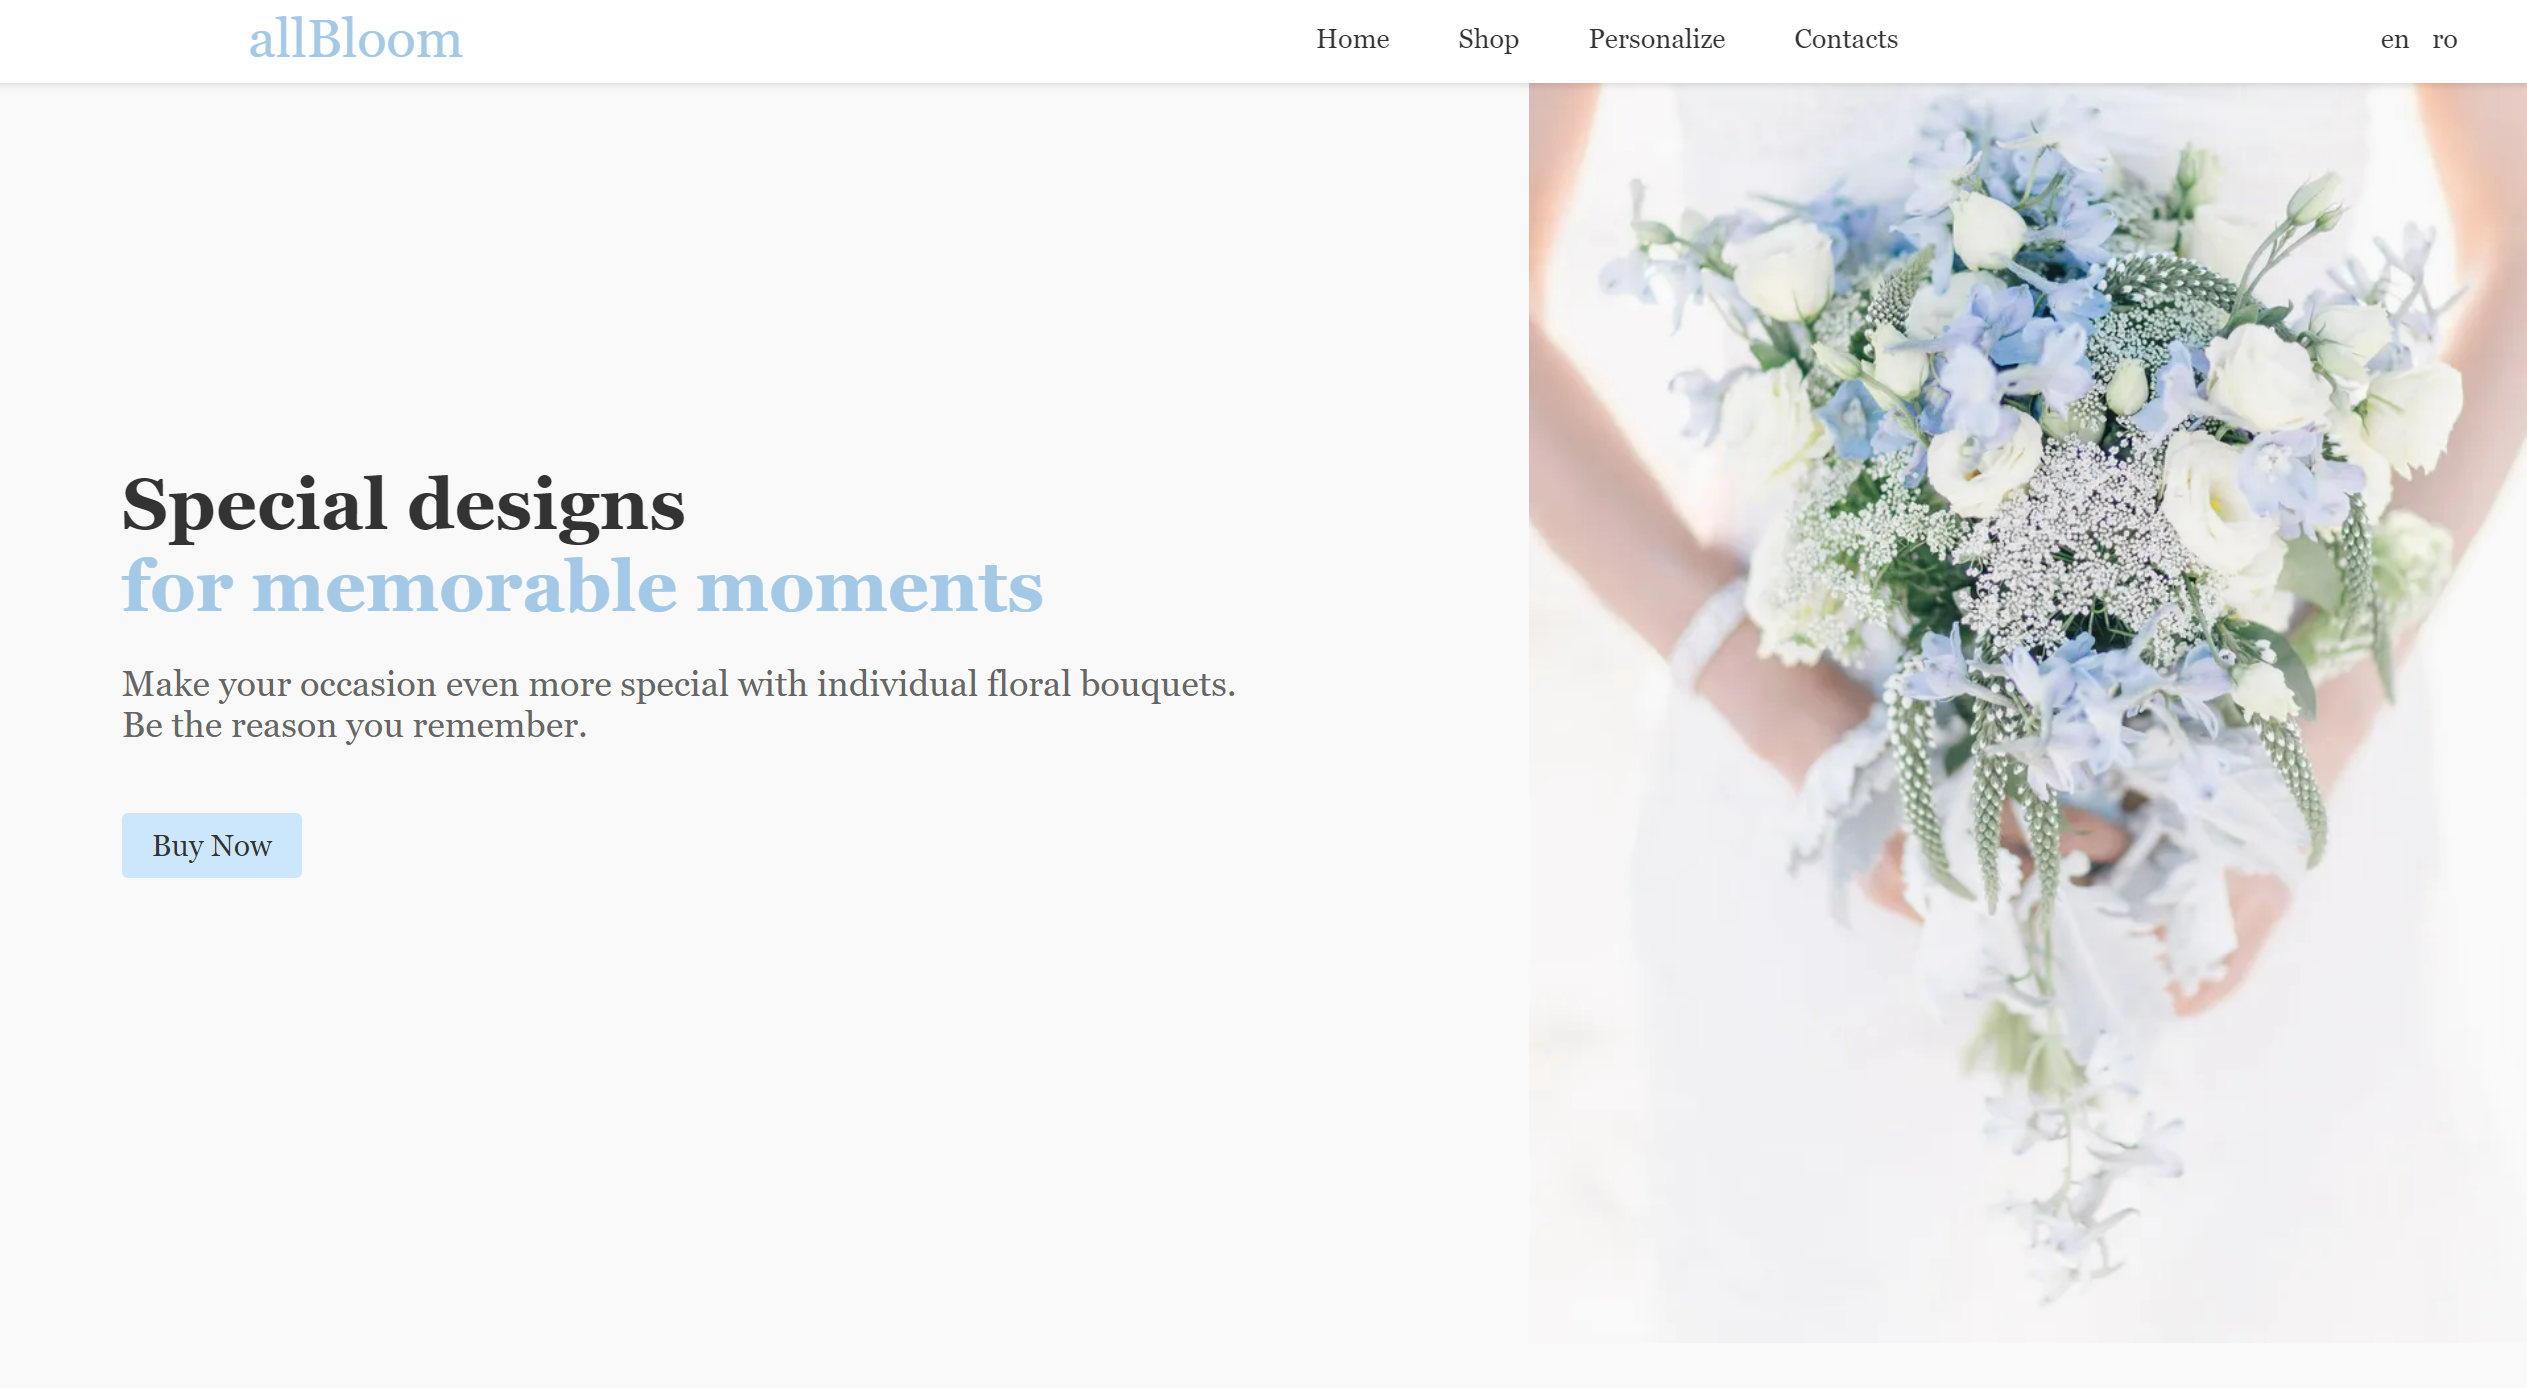 allBloom
Home Shop Personalize Contacts
en ro
Special designs
for memorable moments
Make your occasion even more special with individual floral bouquets.
Be the reason you remember.
Buy Now